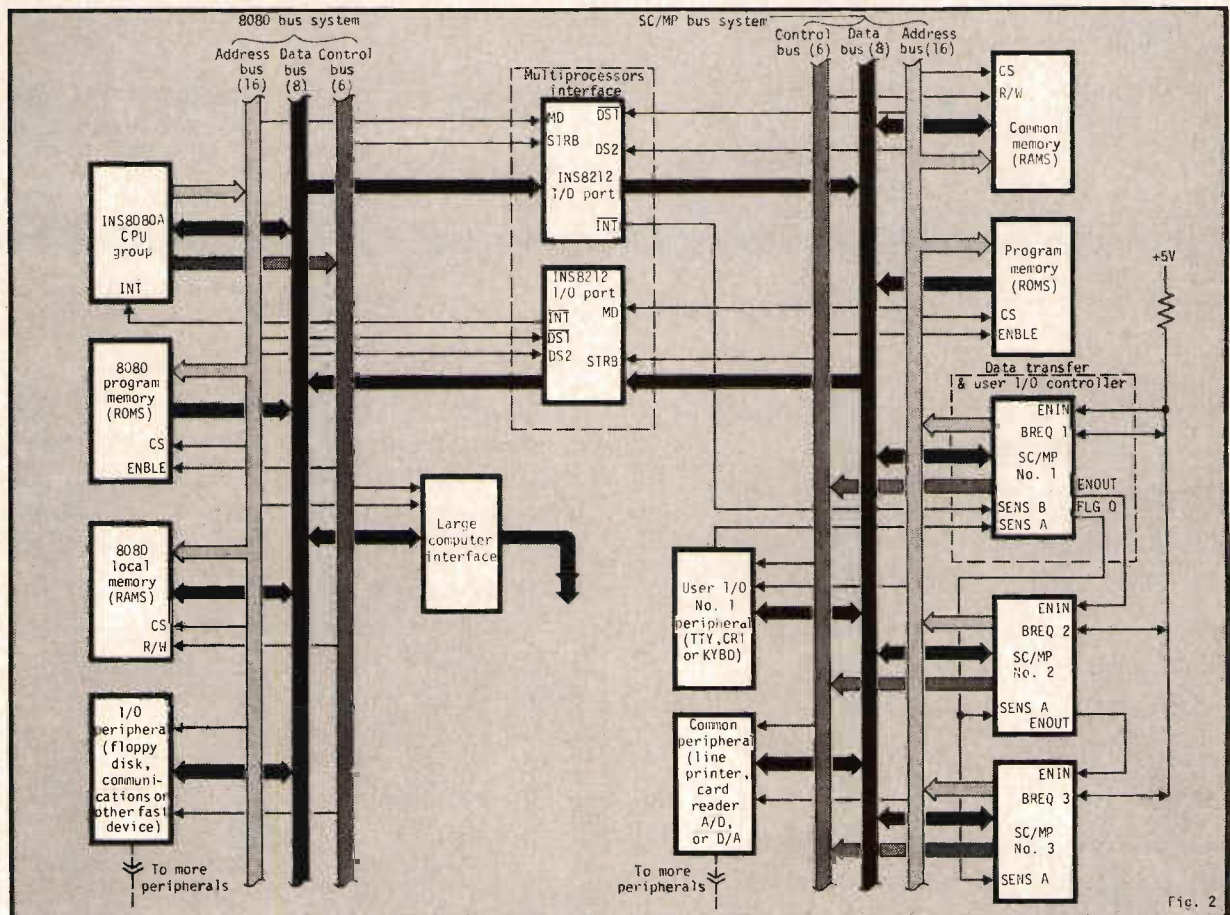 8080 bus system
Address
bus
(16)
Data
bus
(8)
Control
bus
(6)
SC/MP bus system
Control
bus (6)
Data
bus (8)
Address
bus(16)
Multiprocessors
interface
MD
STRB
DS1
DS2
INS8212
I/O port
INT
INS8212
I/O port
INT
DS1
DS2
MD
STRB
INS8080A
CPU
group
INT
8080
program
memory
(ROMS)
CS
ENBLE
8080
local
memory
(RAMS)
CS
R/W
I/O
peripheral
(floppy
disk,
communi-
cations or
other fast
device)
To more
peripherals
Large
computer
interface
CS
R/W
Common
memory
(RAMS)
Program
memory
(ROMS)
CS
ENBLE
+5V
Data transfer
& user I/O controller
ENIN
BREQ 1
SC/MP
No. 1
ENOUT
FLG 0
SENS B
SENS A
User I/O
No. 1
peripheral
(TTY,CRT
or KYBD)
ENIN
BREQ 2
SC/MP
No. 2
SENS A
ENOUT
Common
peripheral
(line
printer,
card
reader
A/D,
or D/A
To more
peripherals
ENIN
BREQ 3
SC/MP
No. 3
SENS A
Fig. 2